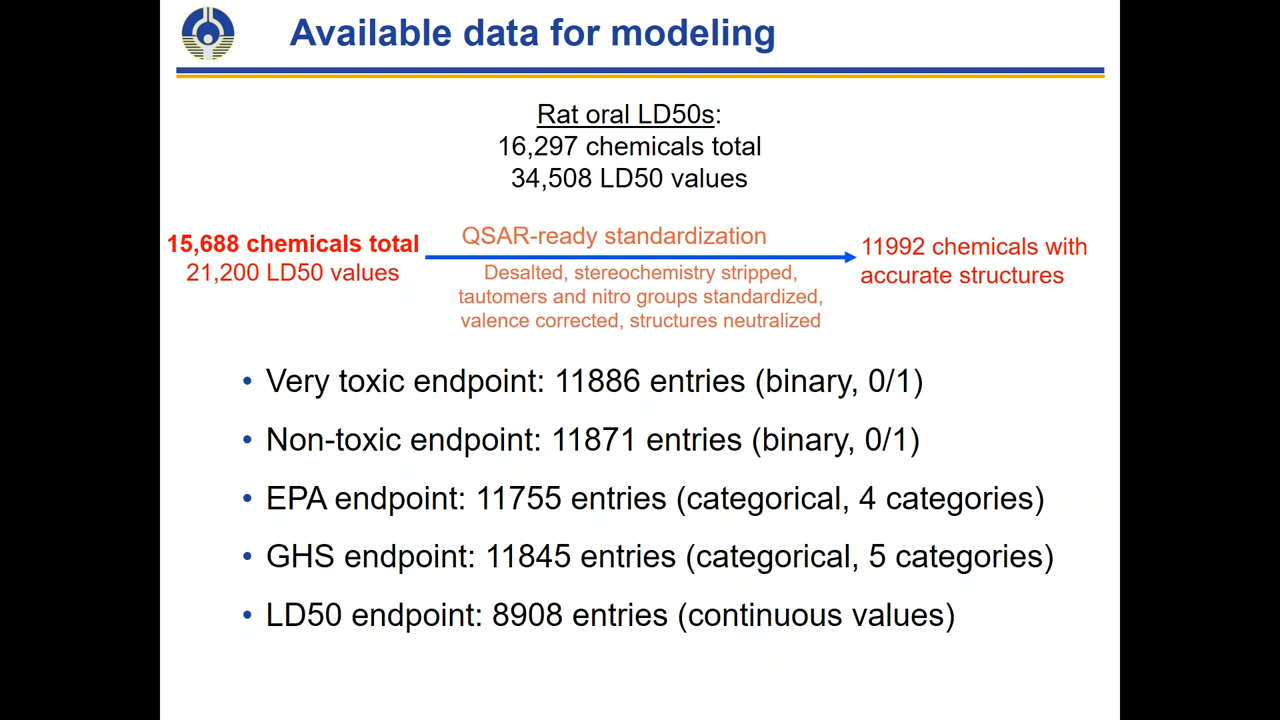 Available data for modeling
Rat oral LD50s:
16,297 chemicals total
34,508 LD50 values
15,688 chemicals total
21,200 LD50 values
QSAR-ready standardization
Desalted, stereochemistry stripped,
tautomers and nitro groups standardized,
valence corrected, structures neutralized
11992 chemicals with
accurate structures
• Very toxic endpoint: 11886 entries (binary, 0/1)
• Non-toxic endpoint: 11871 entries (binary, 0/1)
• EPA endpoint: 11755 entries (categorical, 4 categories)
• GHS endpoint: 11845 entries (categorical, 5 categories)
• LD50 endpoint: 8908 entries (continuous values)